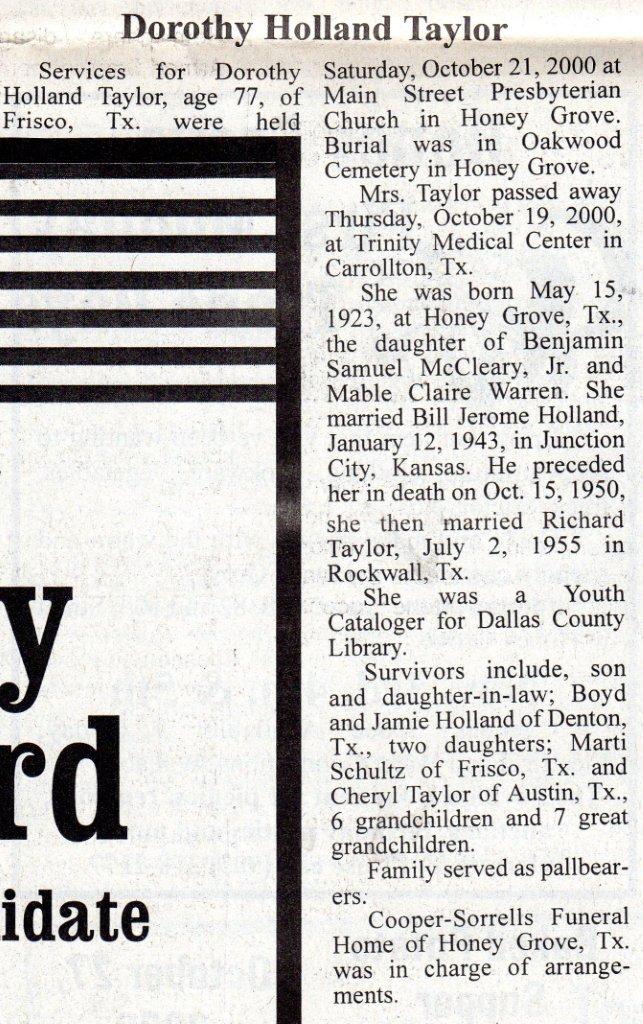 Dorothy Holland Taylor
Services for Dorothy
Holland Taylor, age 77, of
Frisco, Tx. were held
Saturday, October 21, 2000 at
Main Street Presbyterian
Church in Honey Grove.
Burial was in Oakwood
Cemetery in Honey Grove.
Mrs. Taylor passed away
Thursday, October 19, 2000,
at Trinity Medical Center in
Carrollton, Tx.
She was born May 15,
1923, at Honey Grove, Tx.,
the daughter of Benjamin
Samuel McCleary, Jr. and
Mable Claire Warren. She
married Bill Jerome Holland,
January 12, 1943, in Junction
City, Kansas. He preceded
her in death on Oct. 15, 1950,
she then married Richard
Taylor, July 2, 1955 in
Rockwall, Tx.
She was a Youth
Cataloger for Dallas County
Library.
Survivors include, son
and daughter-in-law; Boyd
and Jamie Holland of Denton,
Tx., two daughters; Marti
Schultz of Frisco, Tx. and
Cheryl Taylor of Austin, Tx.,
6 grandchildren and 7 great
grandchildren.
Family served as pallbear-
ers.
Cooper-Sorrells Funeral
Home of Honey Grove, Tx.
was in charge of arrange-
ments.
y
rd
idate